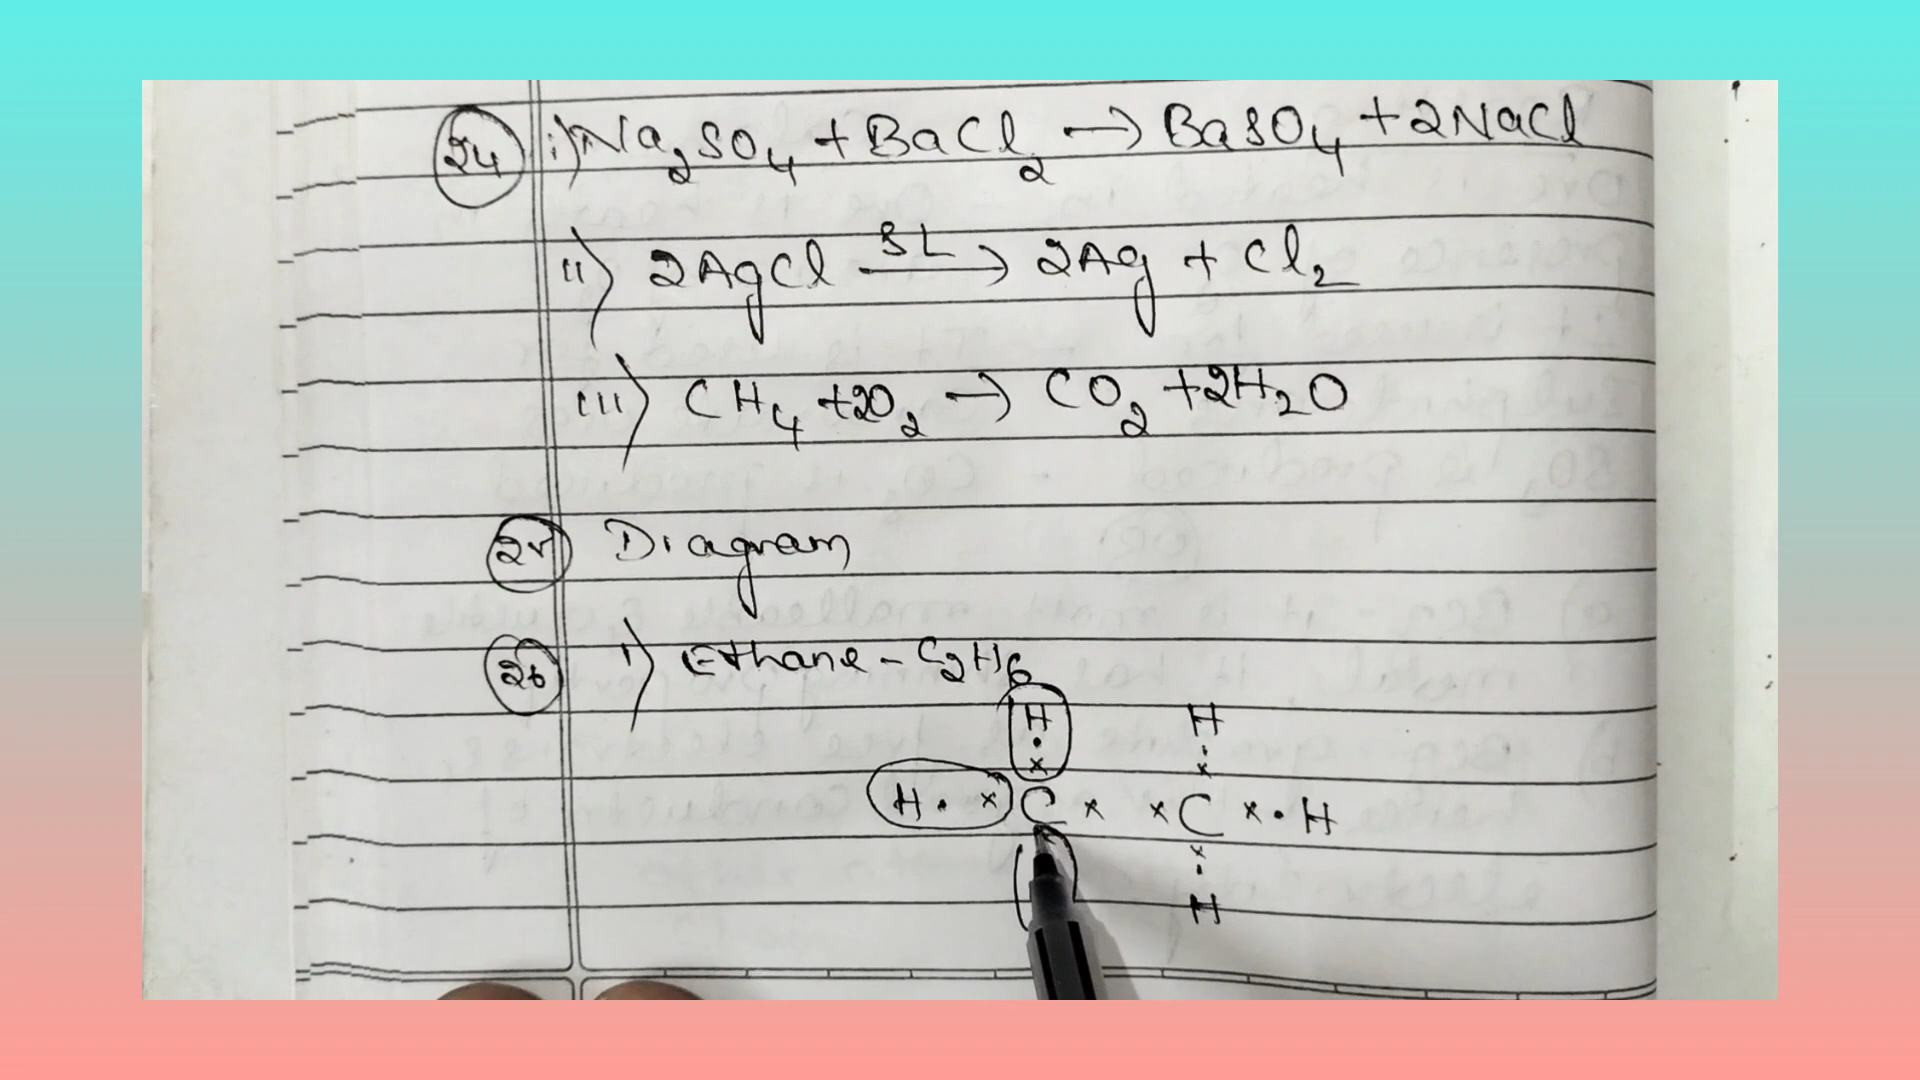 24 i) Na2SO4 + BaCl2 → BaSO4 + 2NaCl
ii) 2AgCl SL → 2Ag + Cl2
iii) CH4 + 2O2 → CO2 + 2H2O
25 Diagram
26 i) Ethane - C2H6
H H
• •
x x
H • x C x x C x • H
x
•
H